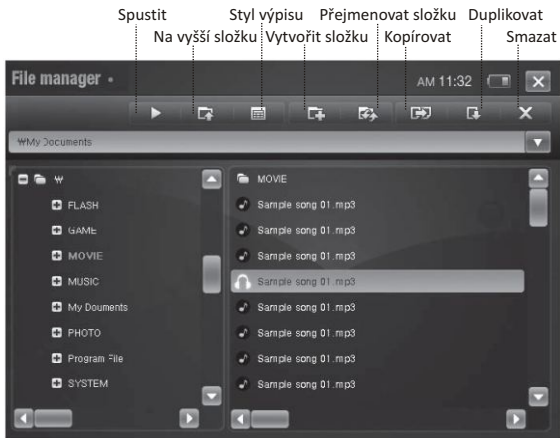 Spustit Styl výpisu Přejmenovat složku Duplikovat
Na vyšší složku Vytvořit složku Kopírovat Smazat
File manager
AM 11:32
₩My Documents
₩
FLASH
GAME
MOVIE
MUSIC
My Douments
PHOTO
Program File
SYSTEM
MOVIE
Sample song 01.mp3
Sample song 01.mp3
Sample song 01.mp3
Sample song 01.mp3
Sample song 01.mp3
Sample song 01.mp3
Sample song 01.mp3
Sample song 01.mp3